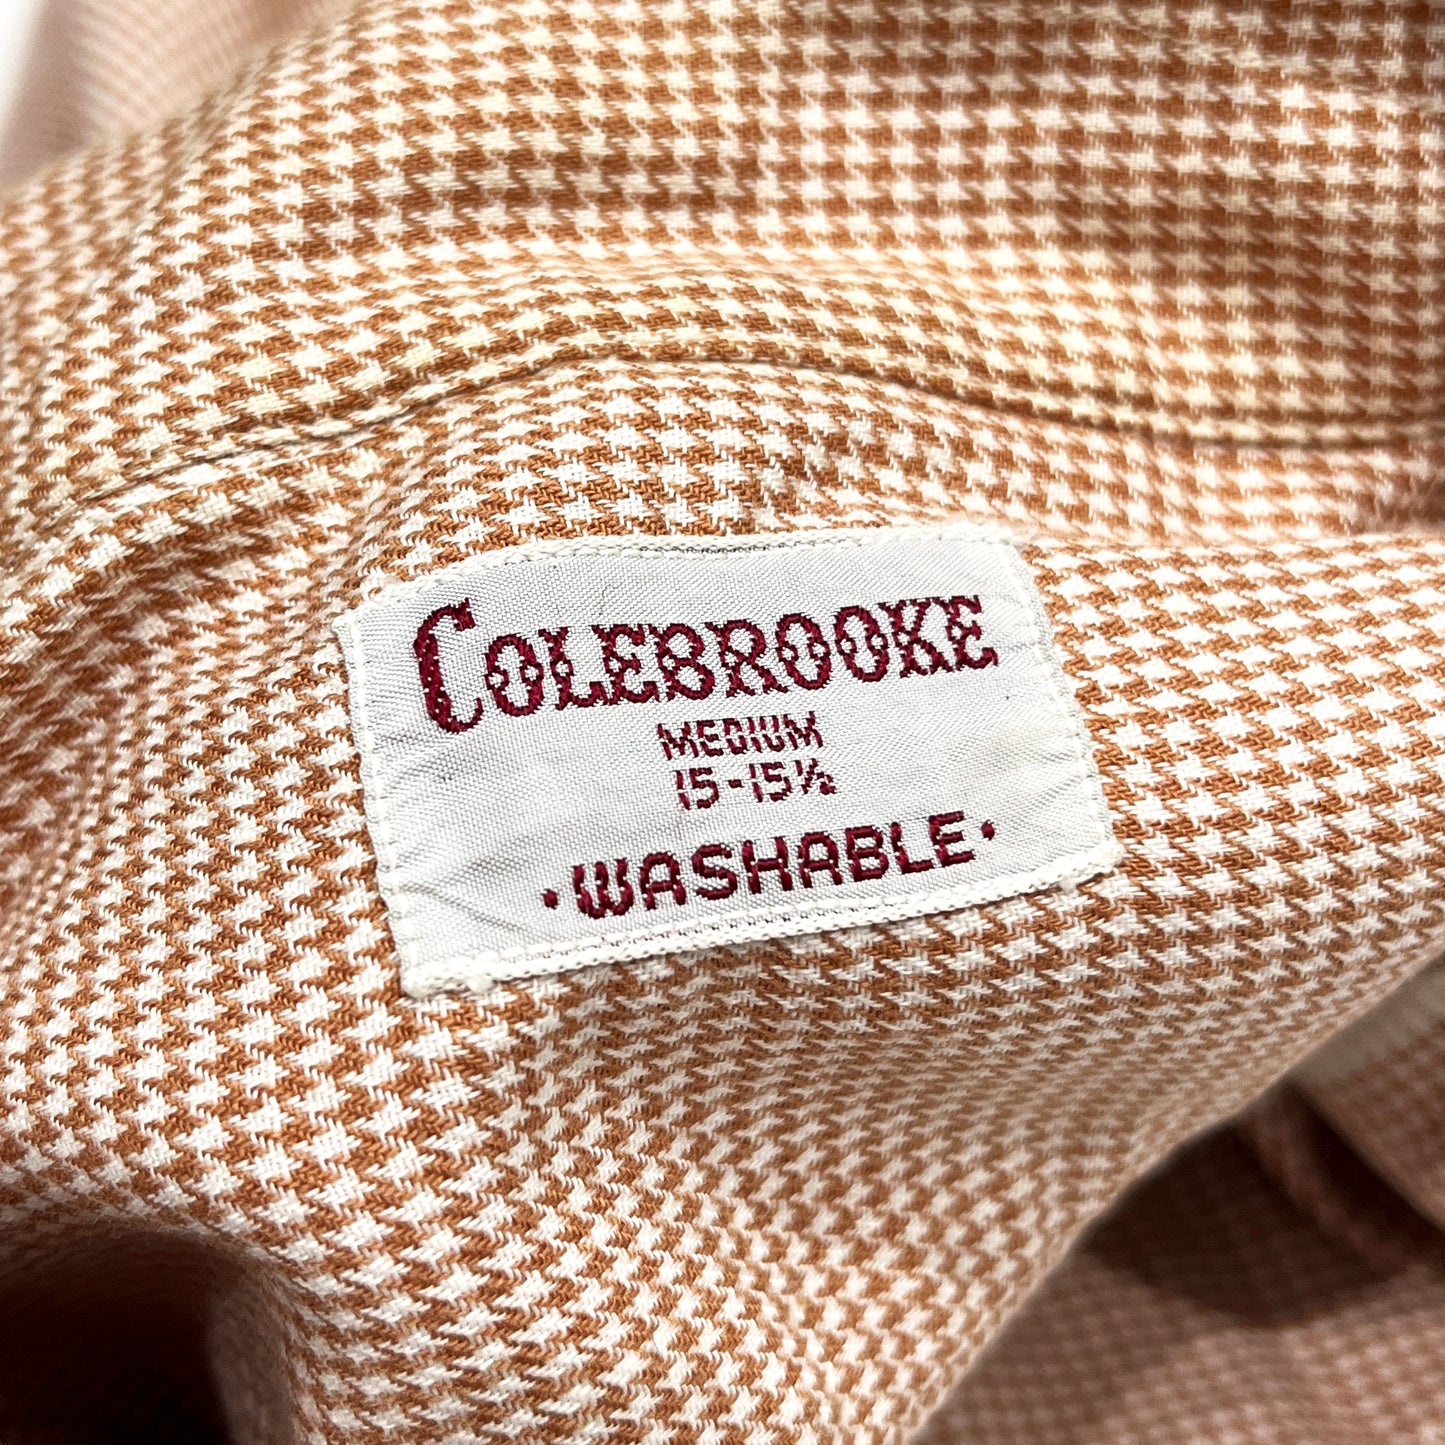 COLEBROOKE
MEDIUM
15-15½
·WASHABLE·